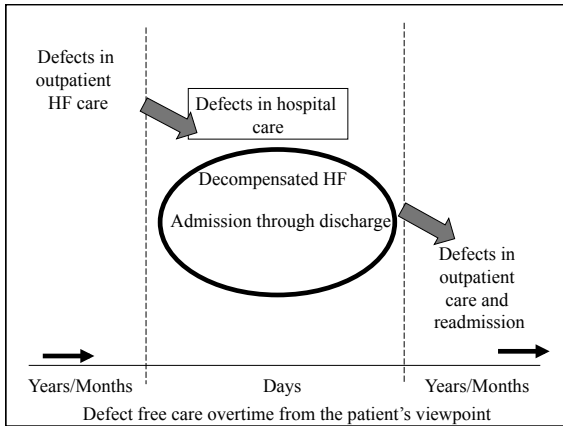 Defects in
outpatient
HF care
Defects in hospital
care
Decompensated HF
Admission through discharge
Defects in
outpatient
care and
readmission
Years/Months
Days
Years/Months
Defect free care overtime from the patient's viewpoint